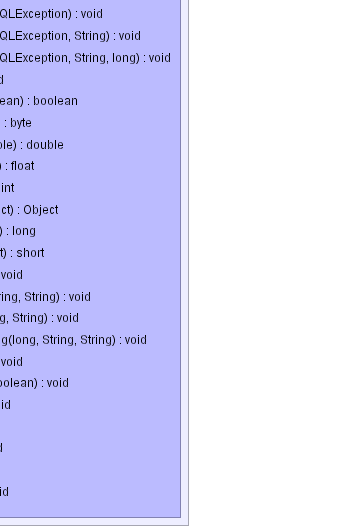 QLException) : void
QLException, String) : void
QLException, String, long) : void
d
ean) : boolean
) : byte
ble) : double
) : float
int
ct) : Object
) : long
t) : short
void
ring, String) : void
g, String) : void
g(long, String, String) : void
void
oolean) : void
id
d
id